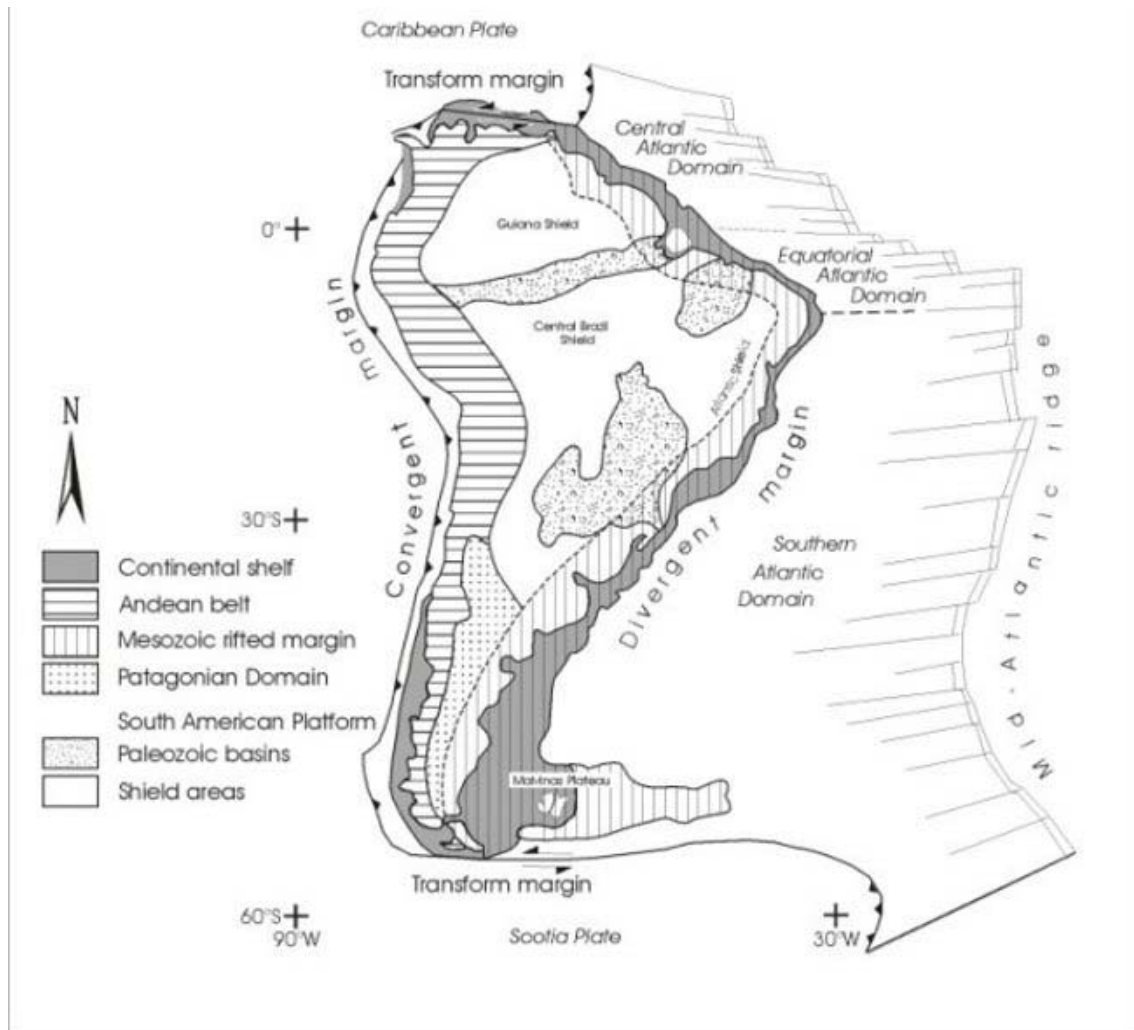 Caribbean Plate
Transform margin
Central
Atlantic
Domain
Guiana Shield
0°
Equatorial
Atlantic
Domain
Convergent margin
Central Brazil
Shield
Atlantic Shield
Divergent margin
Mid-Atlantic ridge
N
30°S
Southern
Atlantic
Domain
Continental shelf
Andean belt
Mesozoic rifted margin
Patagonian Domain
South American Platform
Paleozoic basins
Shield areas
Malvinas Plateau
Transform margin
60°S
90°W
Scotia Plate
30°W